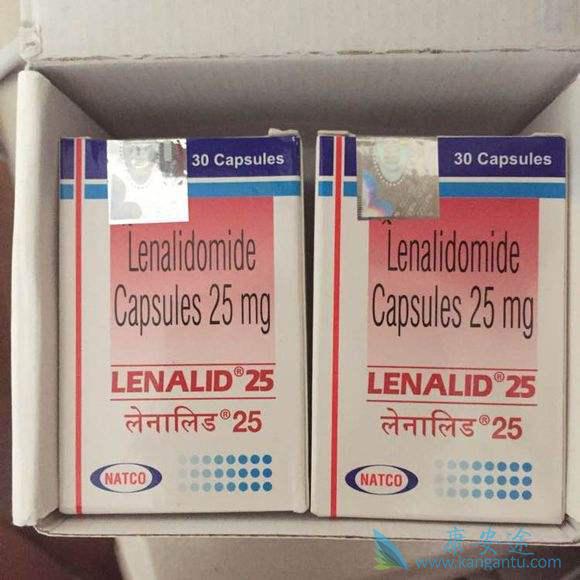 30 Capsules
Lenalidomide
Capsules 25 mg
LENALID® 25
लेनालिड® 25
NATCO
30 Capsules
Lenalidomide
Capsules 25 mg
LENALID® 25
लेनालिड® 25
NATCO
康安途
www.kangantu.com